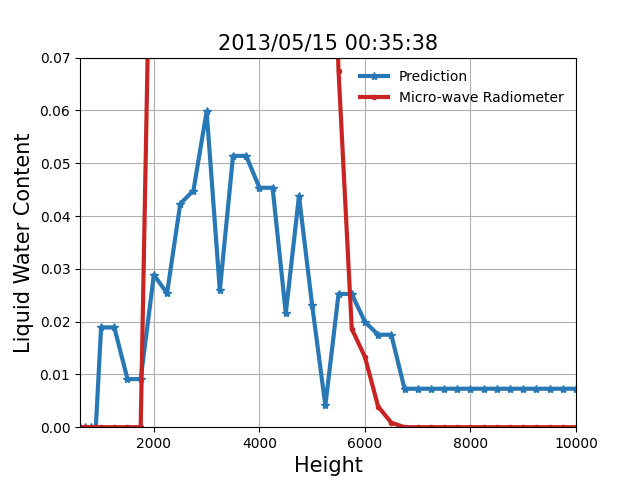 2013/05/15 00:35:38
0.07
0.06
0.05
0.04
0.03
0.02
0.01
0.00
Liquid Water Content
Prediction
Micro-wave Radiometer
2000 4000 6000 8000 10000
Height